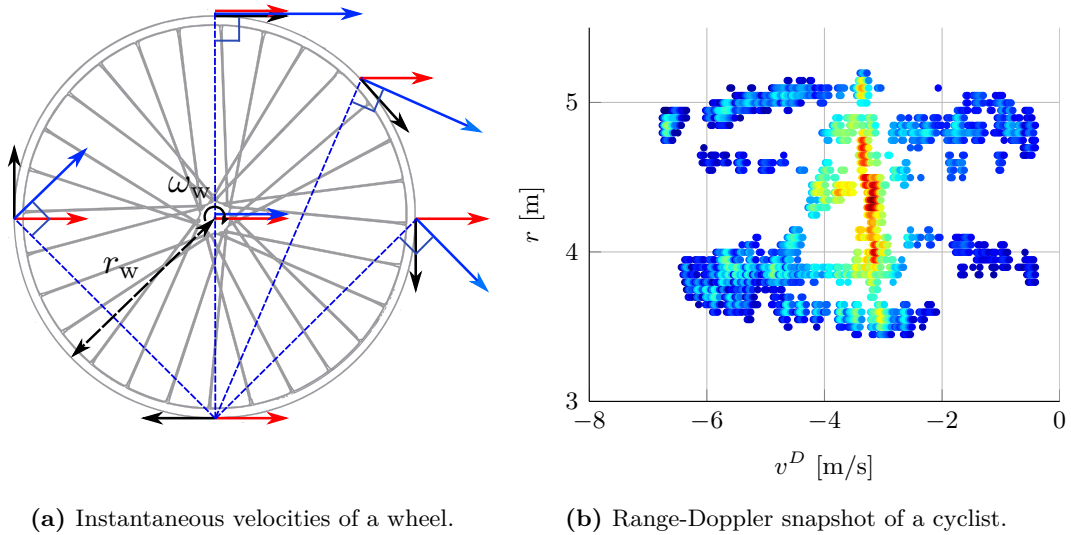 ω_w
r_w
5
4
3
r [m]
−8
−6
−4
−2
0
v^D [m/s]
(a) Instantaneous velocities of a wheel.
(b) Range-Doppler snapshot of a cyclist.